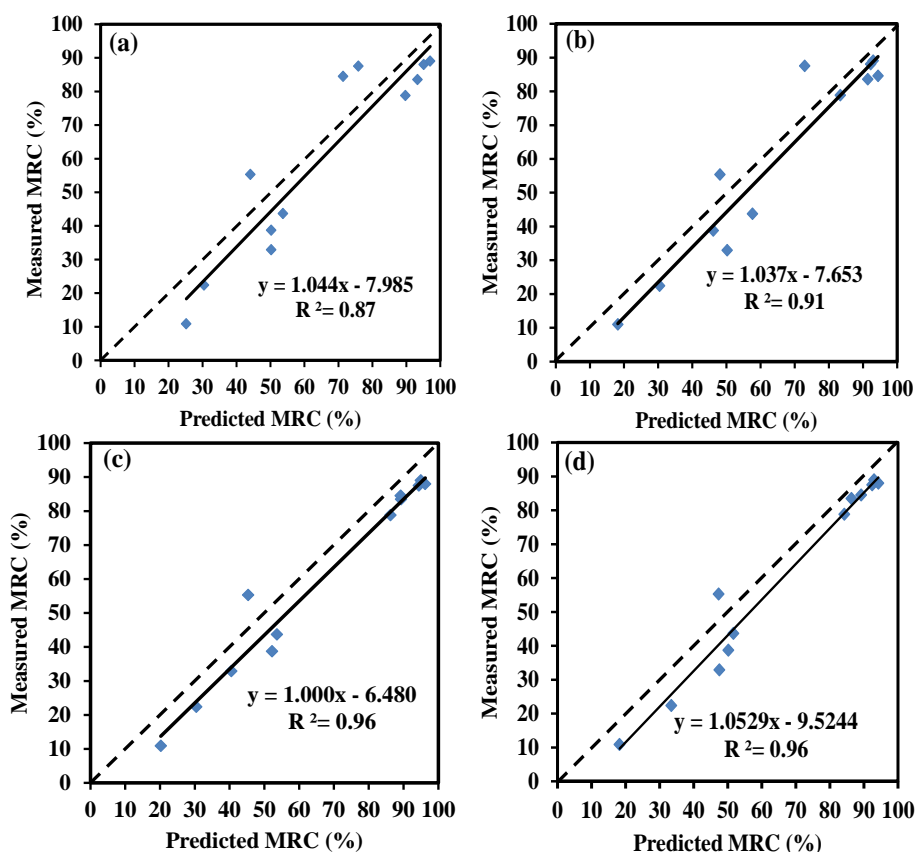 (a)
Measured MRC (%)
100
90
80
70
60
50
40
30
20
10
0
y = 1.044x - 7.985
R ²= 0.87
0 10 20 30 40 50 60 70 80 90 100
Predicted MRC (%)
(b)
Measured MRC (%)
100
90
80
70
60
50
40
30
20
10
0
y = 1.037x - 7.653
R ²= 0.91
0 10 20 30 40 50 60 70 80 90 100
Predicted MRC (%)
(c)
Measured MRC (%)
100
90
80
70
60
50
40
30
20
10
0
y = 1.000x - 6.480
R ²= 0.96
0 10 20 30 40 50 60 70 80 90 100
Predicted MRC (%)
(d)
Measured MRC (%)
100
90
80
70
60
50
40
30
20
10
0
y = 1.0529x - 9.5244
R ²= 0.96
0 10 20 30 40 50 60 70 80 90 100
Predicted MRC (%)